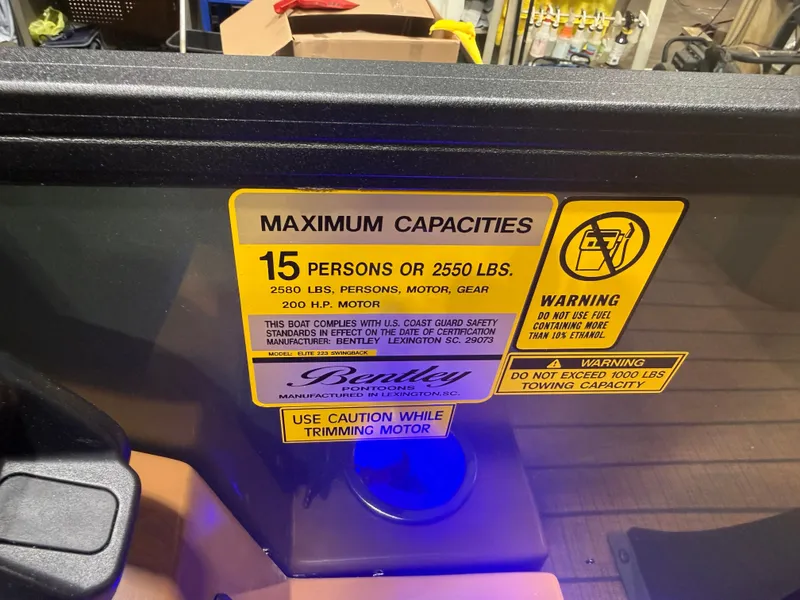 MAXIMUM CAPACITIES
15 PERSONS OR 2550 LBS.
2580 LBS, PERSONS, MOTOR, GEAR
200 H.P. MOTOR
THIS BOAT COMPLIES WITH U.S. COAST GUARD SAFETY
STANDARDS IN EFFECT ON THE DATE OF CERTIFICATION
MANUFACTURER: BENTLEY LEXINGTON SC. 29073
MODEL: ELITE 223 SWINGBACK
Bentley
PONTOONS
MANUFACTURED IN LEXINGTON, SC.
USE CAUTION WHILE
TRIMMING MOTOR
WARNING
DO NOT USE FUEL
CONTAINING MORE
THAN 10% ETHANOL.
WARNING
DO NOT EXCEED 1000 LBS
TOWING CAPACITY